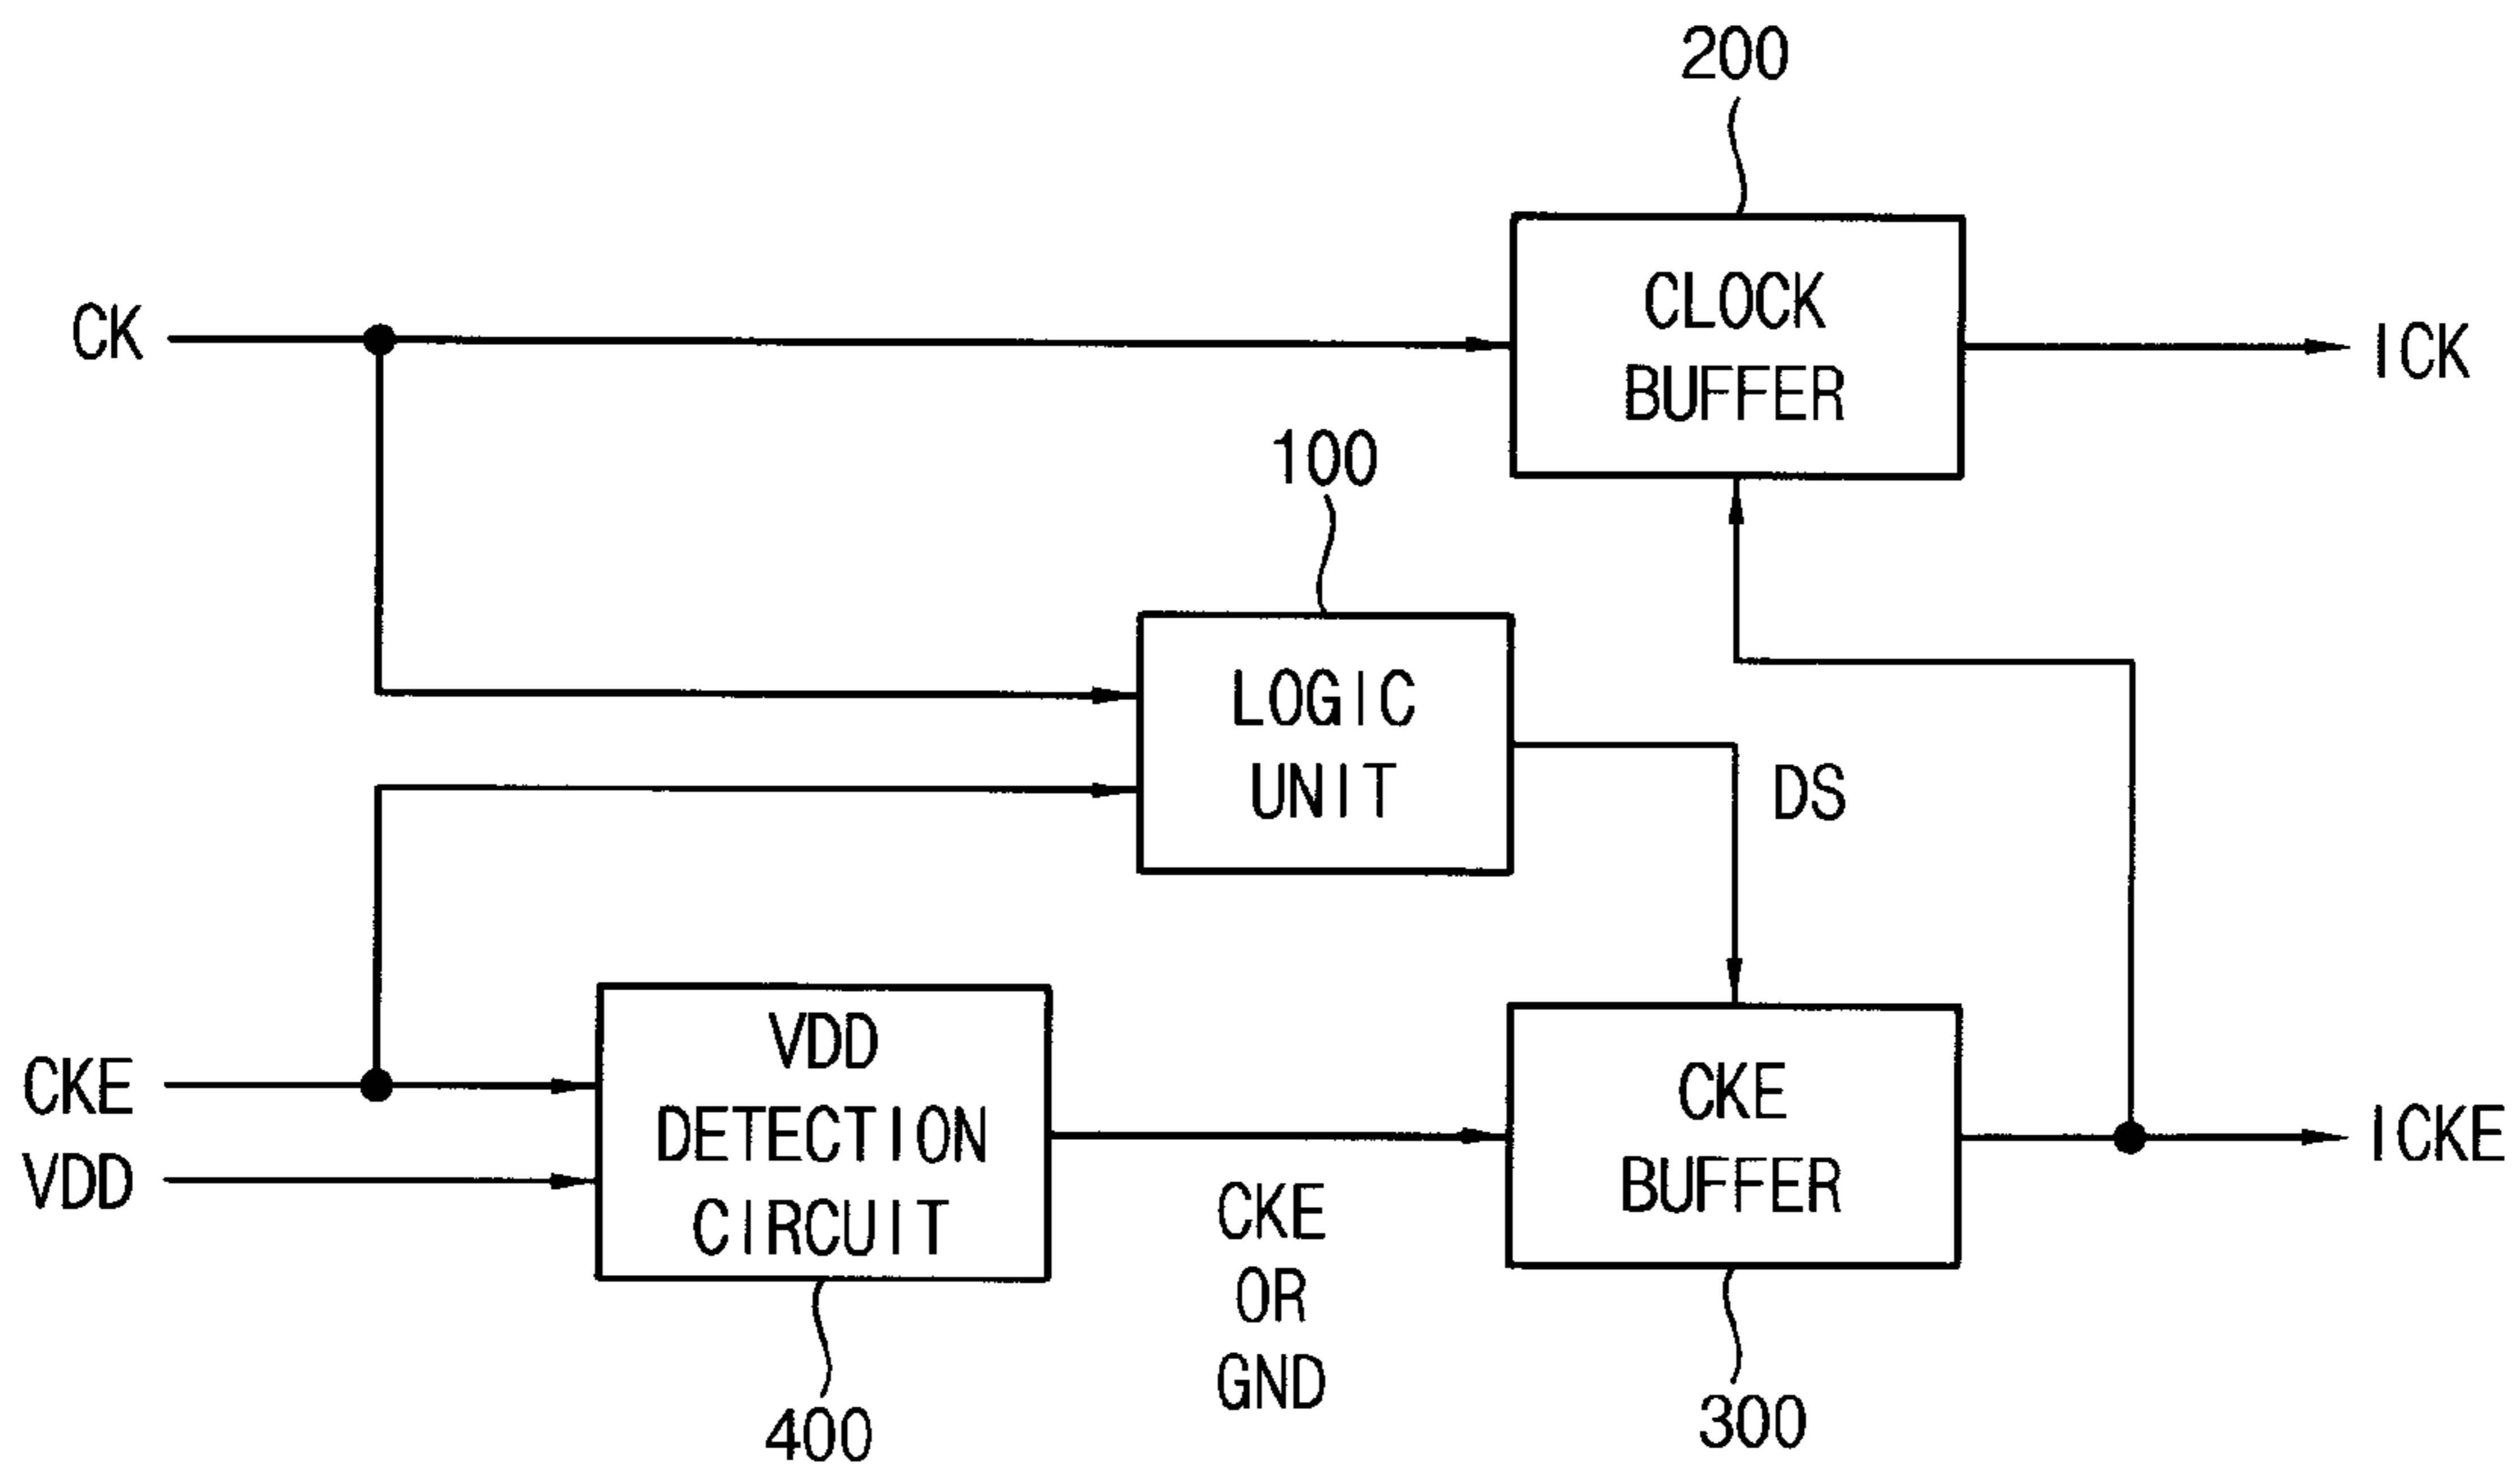 200
CK
CLOCK
BUFFER
ICK
100
LOGIC
UNIT
DS
CKE
VDD
VDD
DETECTION
CIRCUIT
CKE
OR
GND
CKE
BUFFER
ICKE
400
300